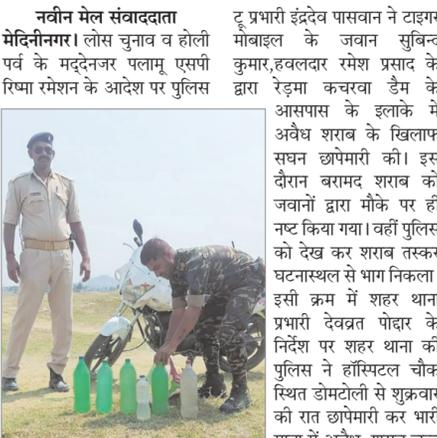 नवीन मेल संवाददाता
मेदिनीनगर। लोस चुनाव व होली
पर्व के मद्देनजर पलामू एसपी
रिष्मा रमेशन के आदेश पर पुलिस
टू प्रभारी इंद्रदेव पासवान ने टाइगर
मोबाइल के जवान सुबिन्द
कुमार,हवलदार रमेश प्रसाद के
द्वारा रेड़मा कचरवा डैम के
आसपास के इलाके में
अवैध शराब के खिलाफ
सघन छापेमारी की। इस
दौरान बरामद शराब को
जवानों द्वारा मौके पर ही
नष्ट किया गया। वहीं पुलिस
को देख कर शराब तस्कर
घटनास्थल से भाग निकला
इसी क्रम में शहर थाना
प्रभारी देवव्रत पोद्दार के
निर्देश पर शहर थाना की
पुलिस ने हॉस्पिटल चौक
स्थित डोमटोली से शुक्रवार
की रात छापेमारी कर भारी